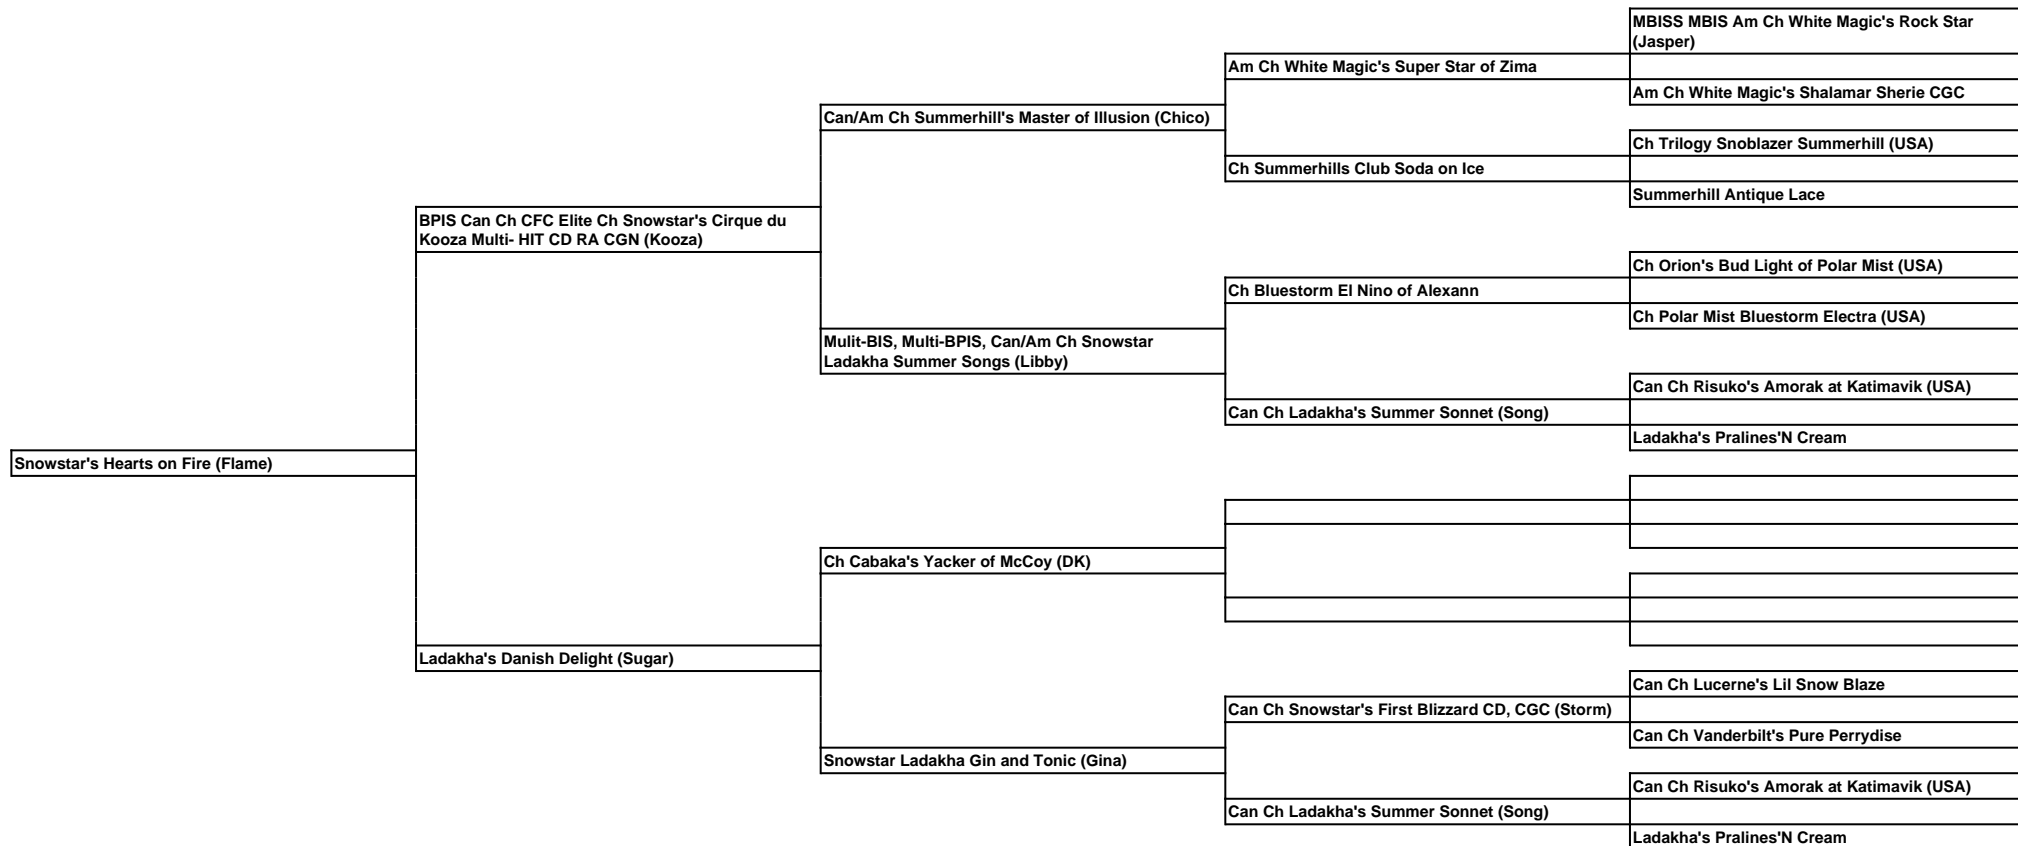 MBISS MBIS Am Ch White Magic's Rock Star
(Jasper)
Am Ch White Magic's Super Star of Zima
Am Ch White Magic's Shalamar Sherie CGC
Can/Am Ch Summerhill's Master of Illusion (Chico)
Ch Trilogy Snoblazer Summerhill (USA)
Ch Summerhills Club Soda on Ice
Summerhill Antique Lace
BPIS Can Ch CFC Elite Ch Snowstar's Cirque du
Kooza Multi- HIT CD RA CGN (Kooza)
Ch Orion's Bud Light of Polar Mist (USA)
Ch Bluestorm El Nino of Alexann
Ch Polar Mist Bluestorm Electra (USA)
Mulit-BIS, Multi-BPIS, Can/Am Ch Snowstar
Ladakha Summer Songs (Libby)
Can Ch Risuko's Amorak at Katimavik (USA)
Can Ch Ladakha's Summer Sonnet (Song)
Ladakha's Pralines'N Cream
Snowstar's Hearts on Fire (Flame)
Ch Cabaka's Yacker of McCoy (DK)
Ladakha's Danish Delight (Sugar)
Can Ch Lucerne's Lil Snow Blaze
Can Ch Snowstar's First Blizzard CD, CGC (Storm)
Can Ch Vanderbilt's Pure Perrydise
Snowstar Ladakha Gin and Tonic (Gina)
Can Ch Risuko's Amorak at Katimavik (USA)
Can Ch Ladakha's Summer Sonnet (Song)
Ladakha's Pralines'N Cream